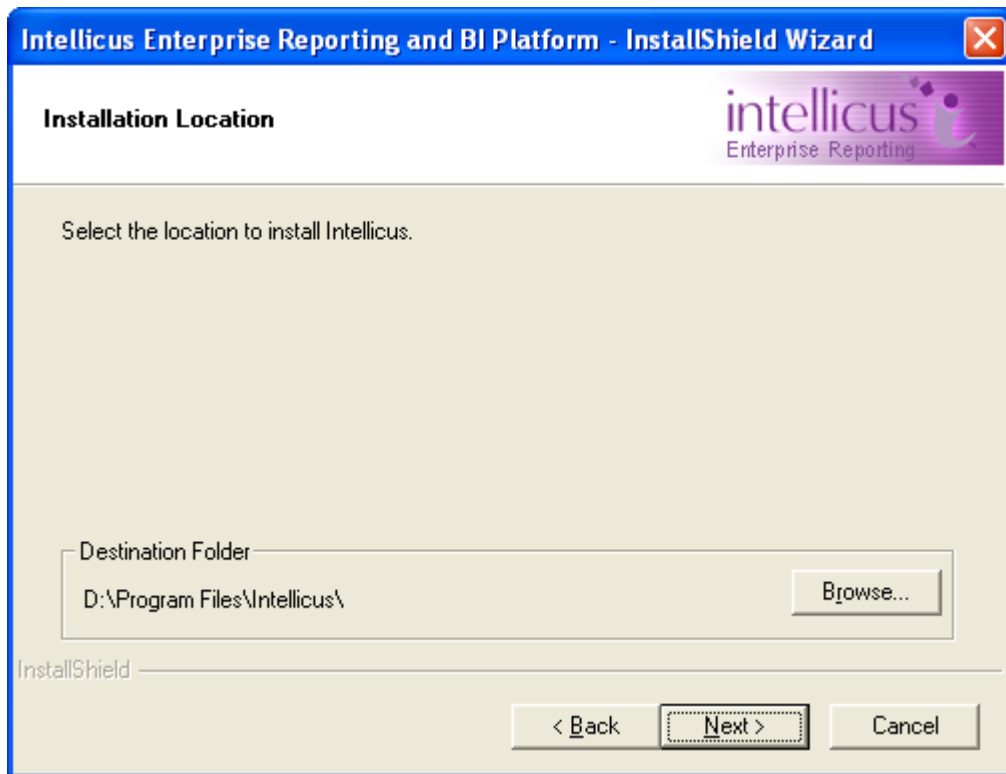 Intellicus Enterprise Reporting and BI Platform - InstallShield Wizard
Installation Location
intellicus
Enterprise Reporting
Select the location to install Intellicus.
Destination Folder
D:\Program Files\Intellicus\
Browse...
InstallShield
< Back
Next >
Cancel